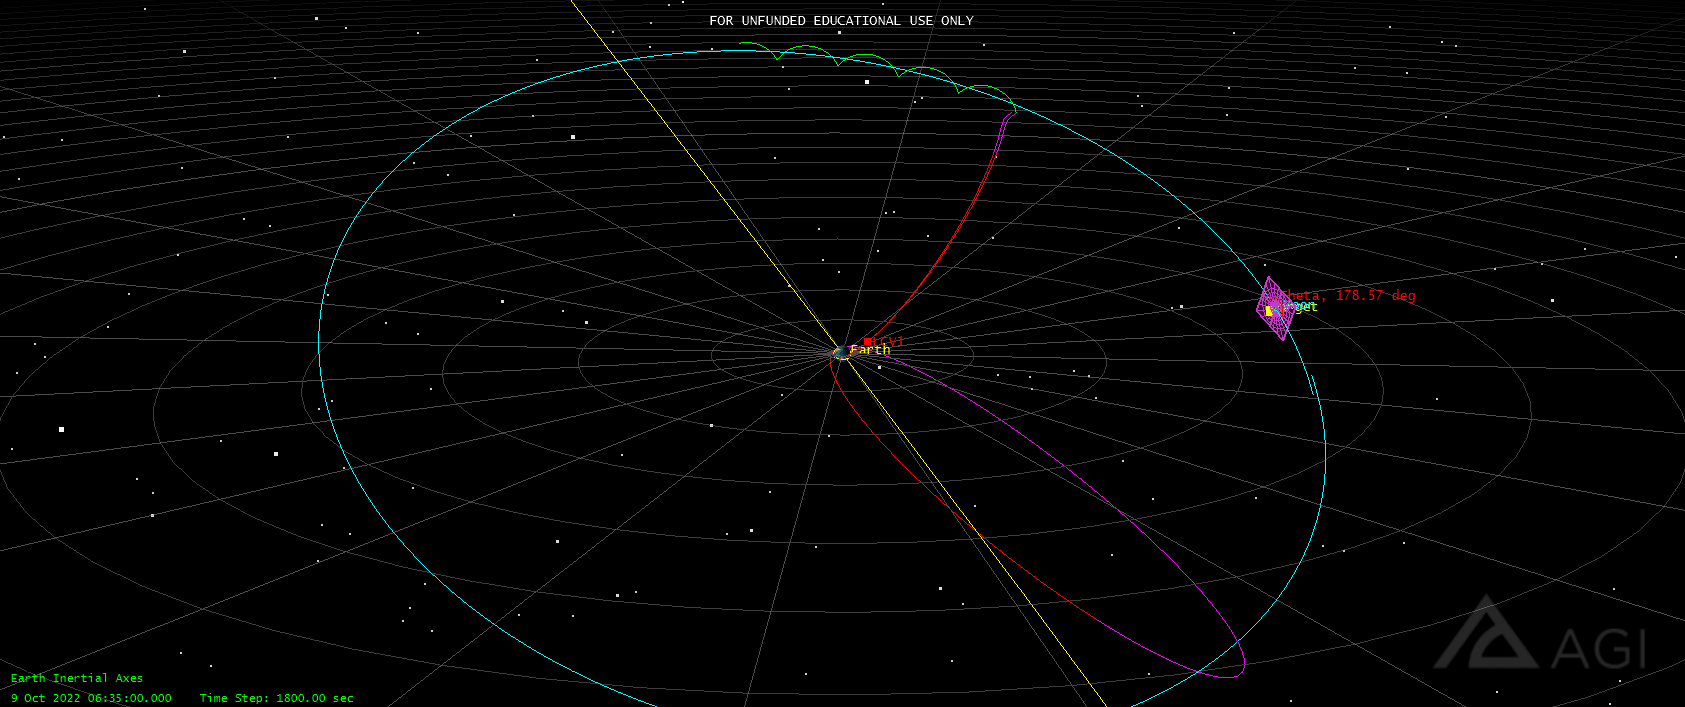 FOR UNFUNDED EDUCATIONAL USE ONLY
178.57 deg
Earth
AGI
Earth Inertial Axes
9 Oct 2022 06:35:00.000 Time Step: 1800.00 sec